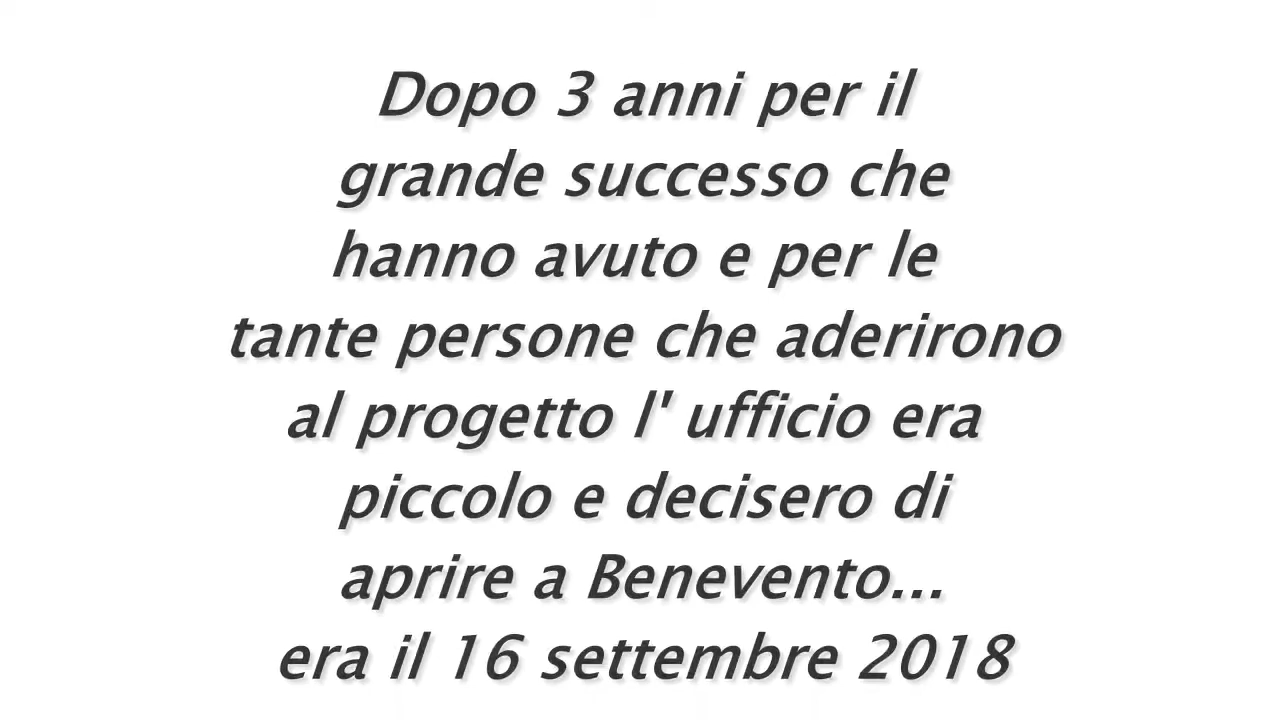 Dopo 3 anni per il
grande successo che
hanno avuto e per le
tante persone che aderirono
al progetto l' ufficio era
piccolo e decisero di
aprire a Benevento...
era il 16 settembre 2018